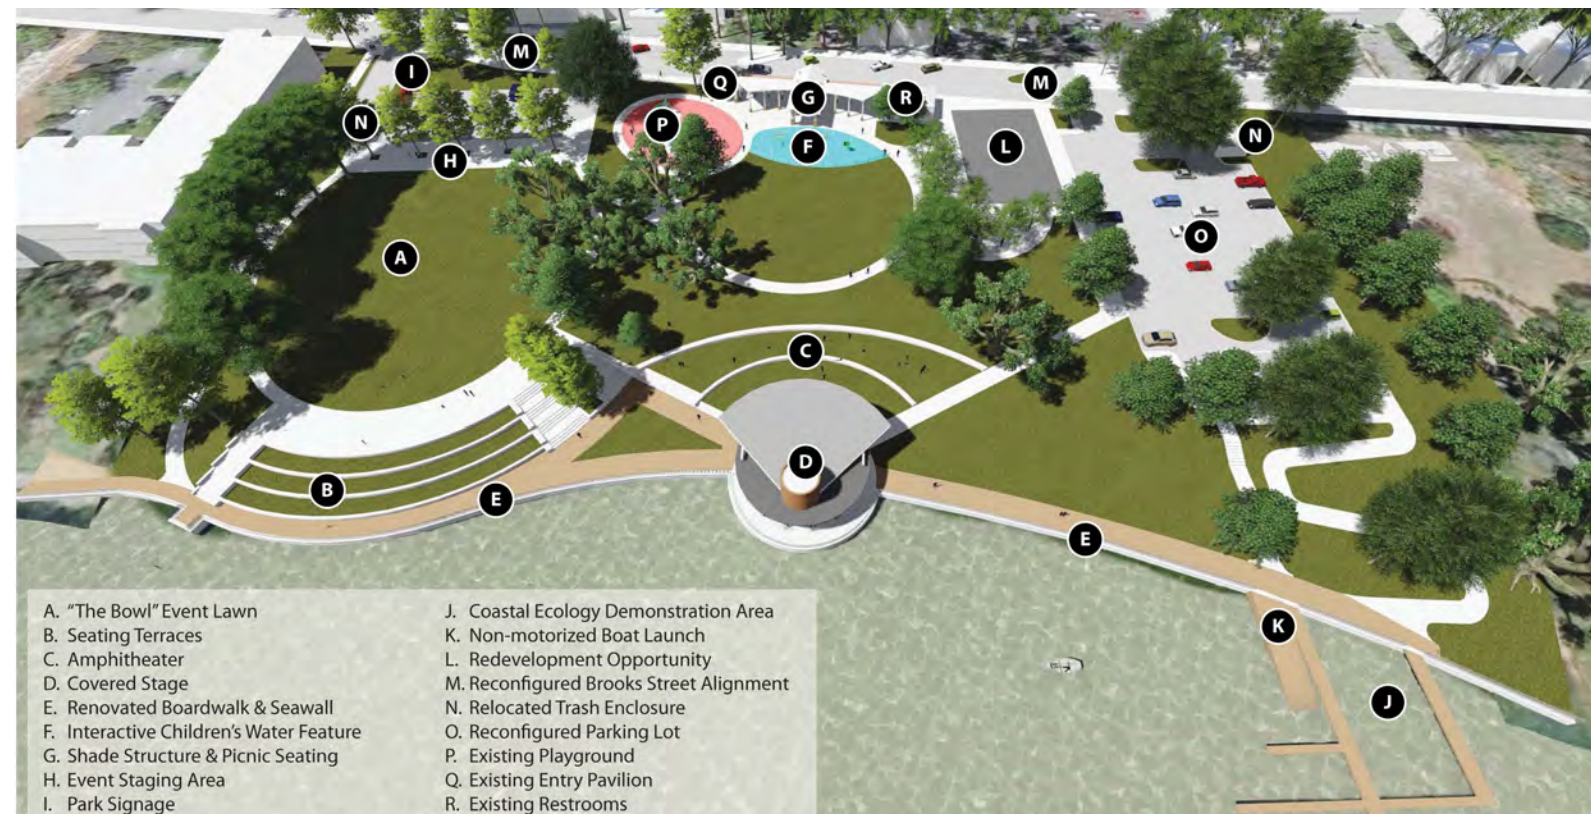 M
I
Q
G
R
M
N
P
H
F
L
N
A
O
C
D
B
E
E
K
J
A. “The Bowl” Event Lawn
B. Seating Terraces
C. Amphitheater
D. Covered Stage
E. Renovated Boardwalk & Seawall
F. Interactive Children’s Water Feature
G. Shade Structure & Picnic Seating
H. Event Staging Area
I. Park Signage
J. Coastal Ecology Demonstration Area
K. Non-motorized Boat Launch
L. Redevelopment Opportunity
M. Reconfigured Brooks Street Alignment
N. Relocated Trash Enclosure
O. Reconfigured Parking Lot
P. Existing Playground
Q. Existing Entry Pavilion
R. Existing Restrooms